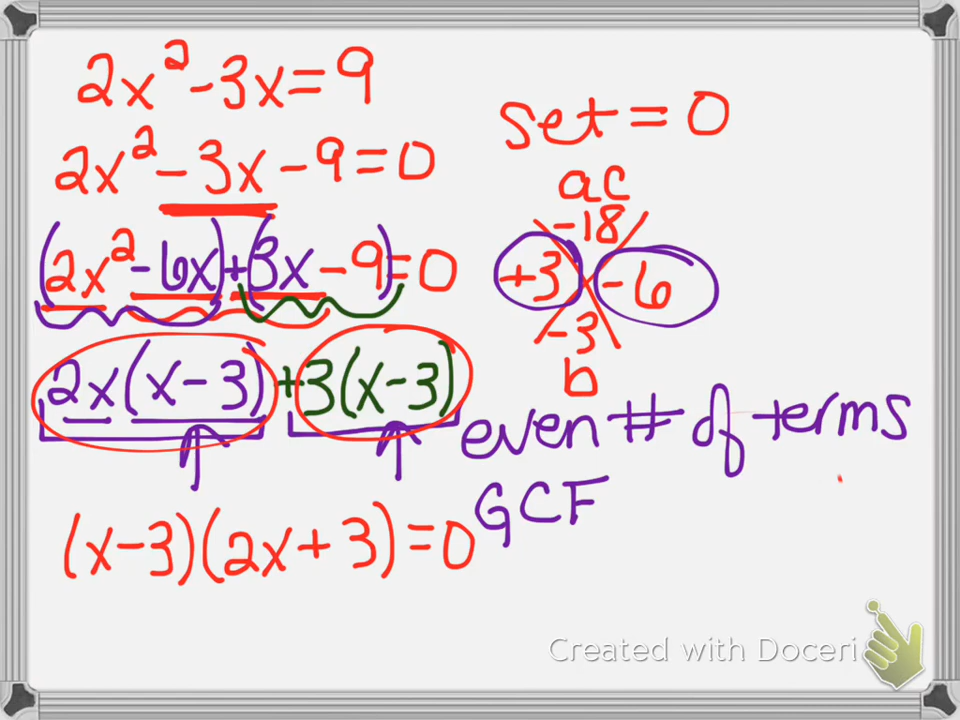 2x² - 3x = 9
2x² - 3x - 9 = 0
(2x² - 6x) + (3x - 9) = 0
2x(x - 3) + 3(x - 3)
(x - 3)(2x + 3) = 0
set = 0
ac
-18
+3 -6
-3
b
even # of terms
GCF
Created with Doceri